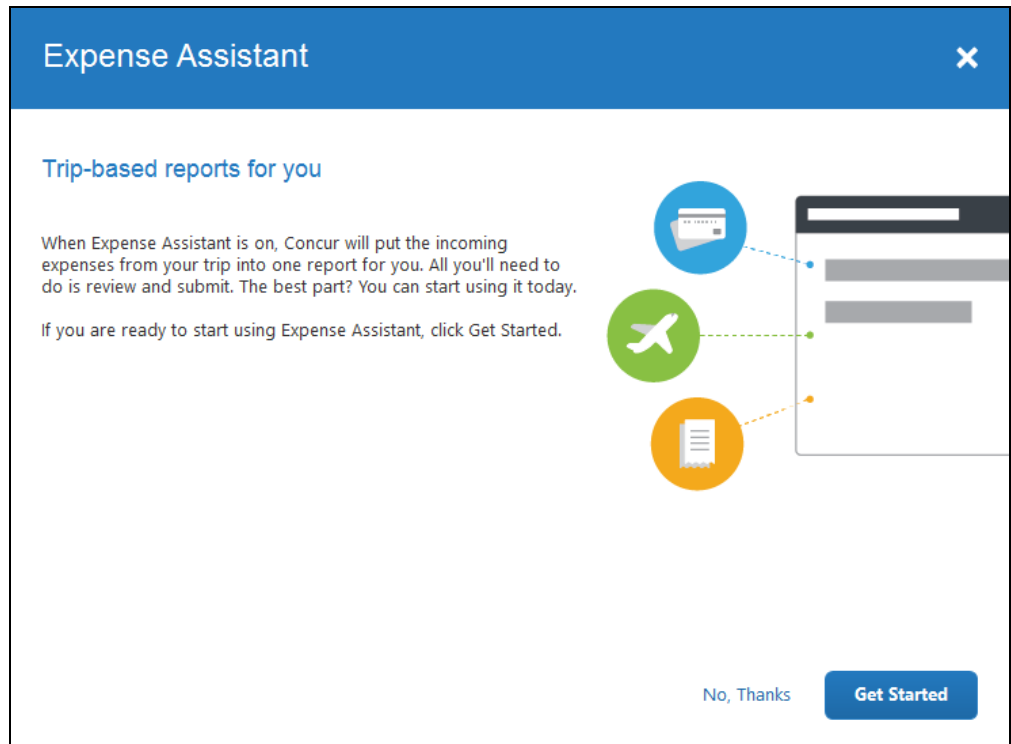 Expense Assistant
Trip-based reports for you
When Expense Assistant is on, Concur will put the incoming
expenses from your trip into one report for you. All you'll need to
do is review and submit. The best part? You can start using it today.
If you are ready to start using Expense Assistant, click Get Started.
No, Thanks
Get Started